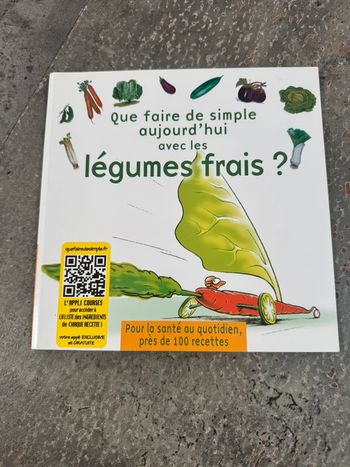 Que faire de simple
aujourd'hui
avec les
légumes frais ?
quefairedesimple.fr
L'APPLI COURSES
pour accéder à
LA LISTE des INGRÉDIENTS
de CHAQUE RECETTE !
votre appli EXCLUSIVE
et GRATUITE
Pour la santé au quotidien,
près de 100 recettes